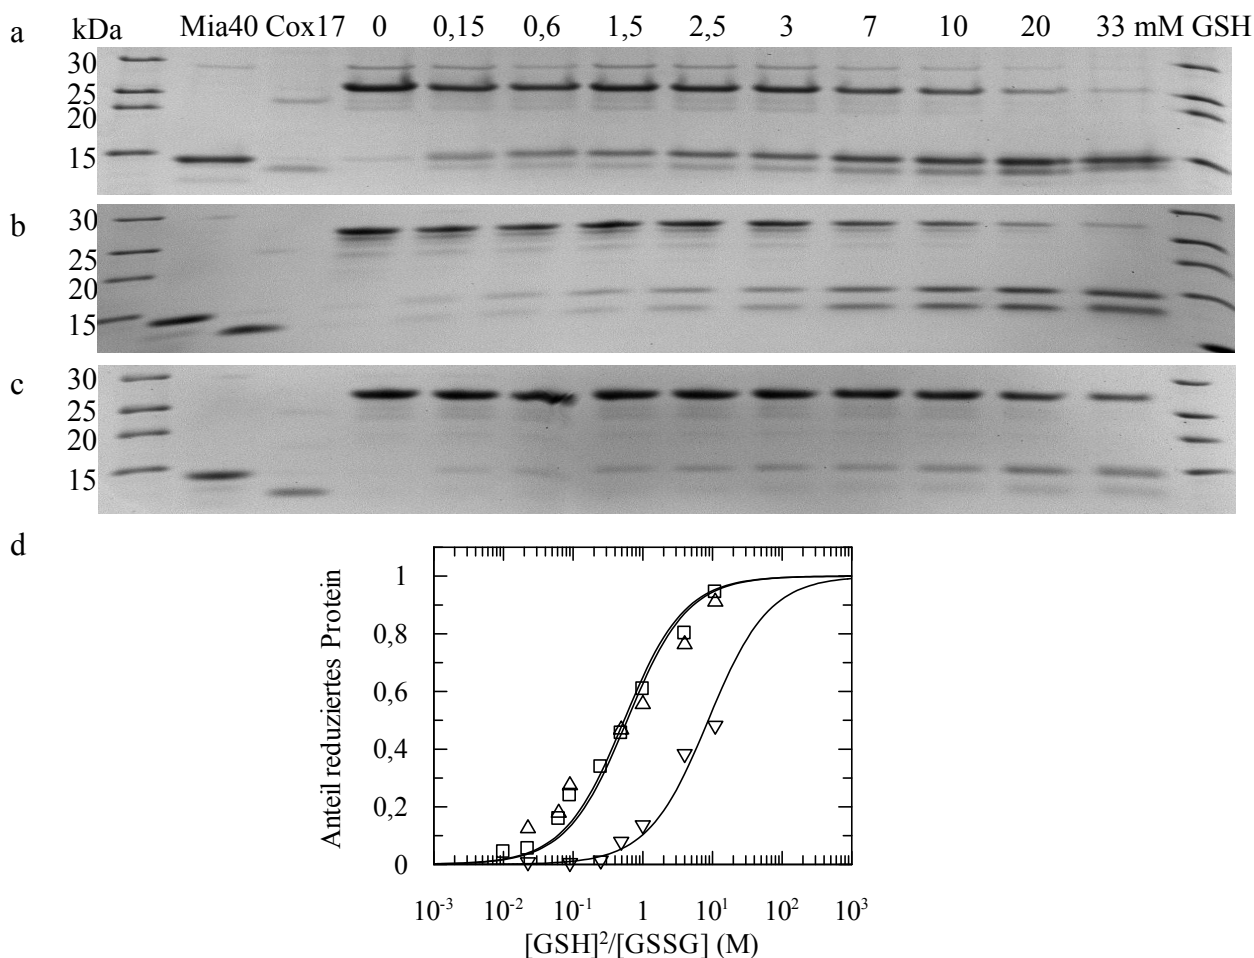 a kDa Mia40 Cox17 0 0,15 0,6 1,5 2,5 3 7 10 20 33 mM GSH
30
25
20
15
b 30
25
20
15
c 30
25
20
15
d
1
0,8
0,6
0,4
0,2
0
Anteil reduziertes Protein
10⁻³ 10⁻² 10⁻¹ 1 10¹ 10² 10³
[GSH]²/[GSSG] (M)